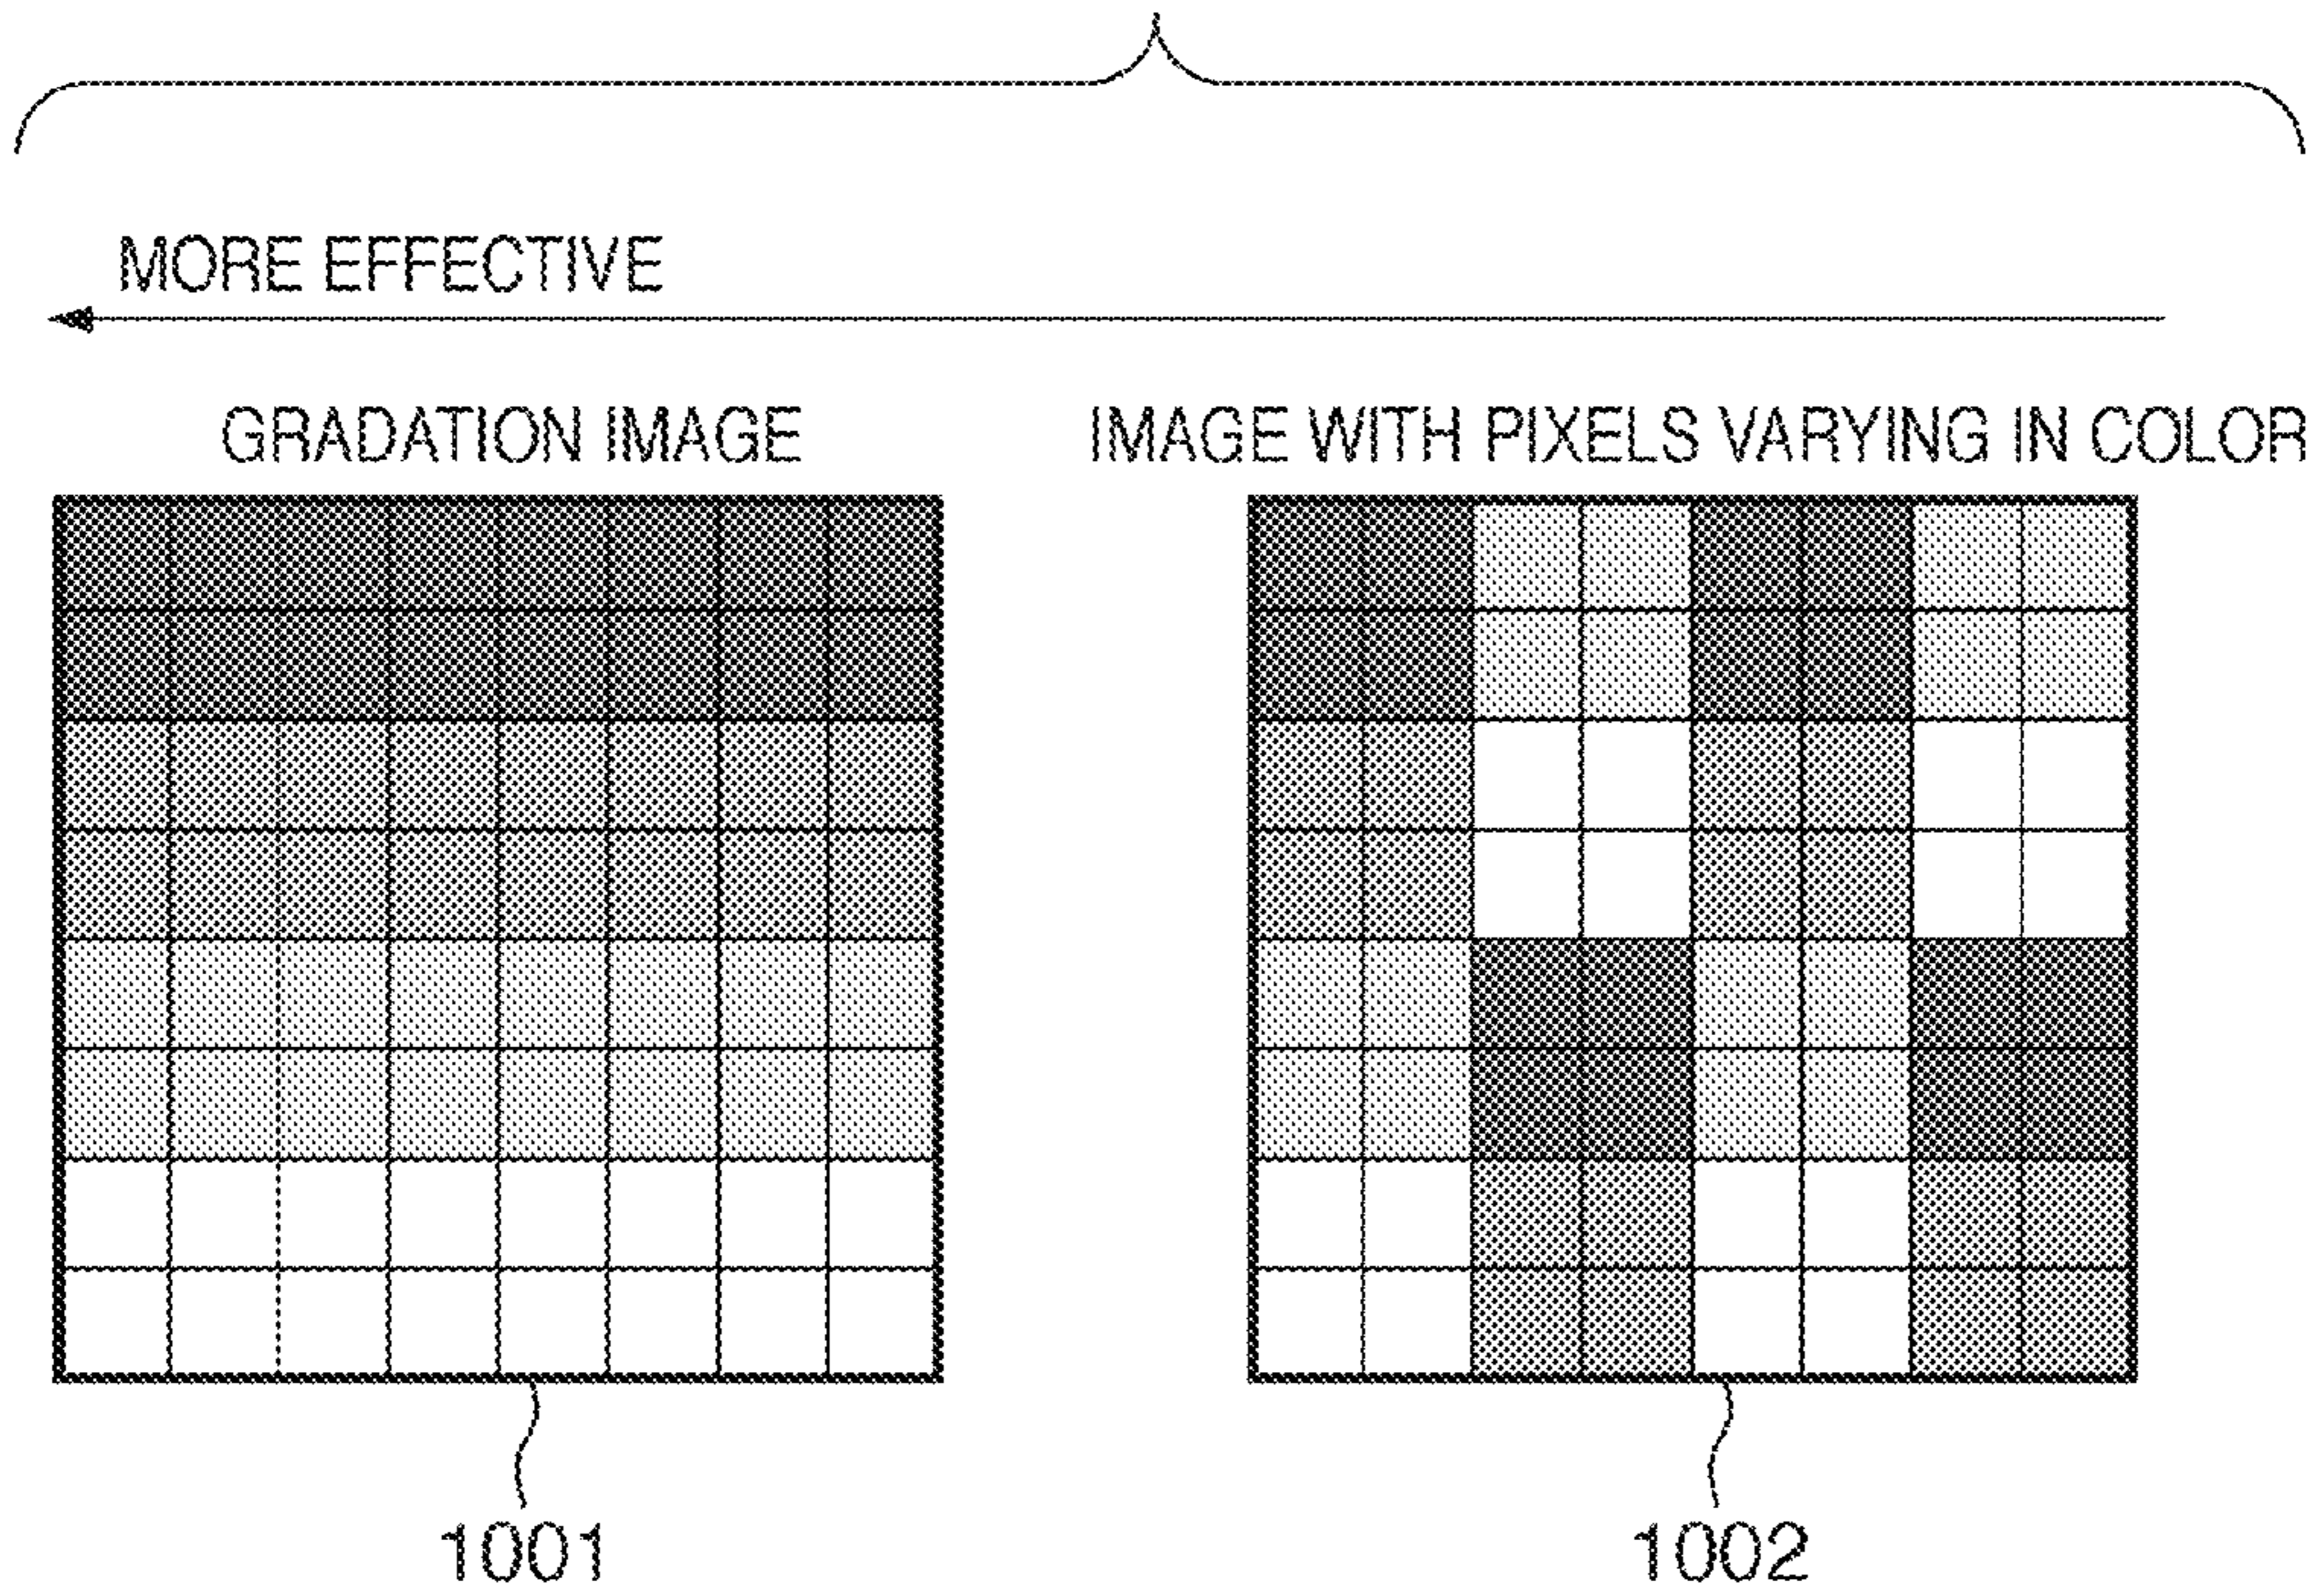 MORE EFFECTIVE
GRADATION IMAGE
IMAGE WITH PIXELS VARYING IN COLOR
1001
1002